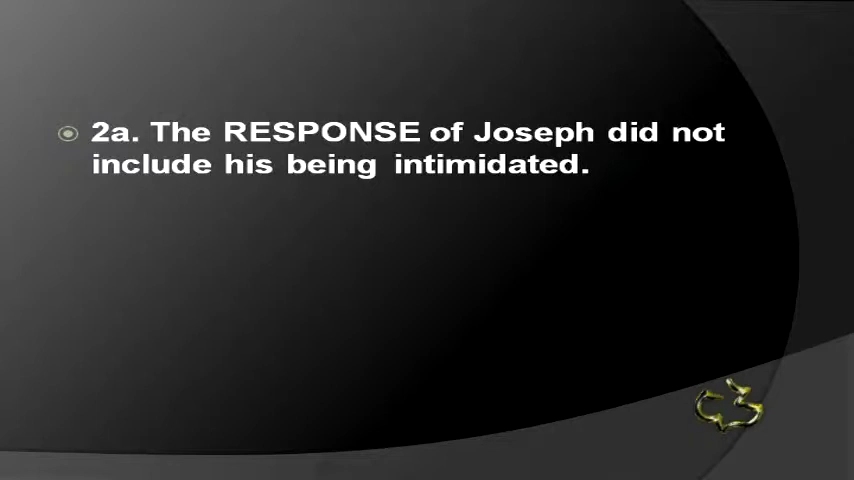 2a. The RESPONSE of Joseph did not
include his being intimidated.